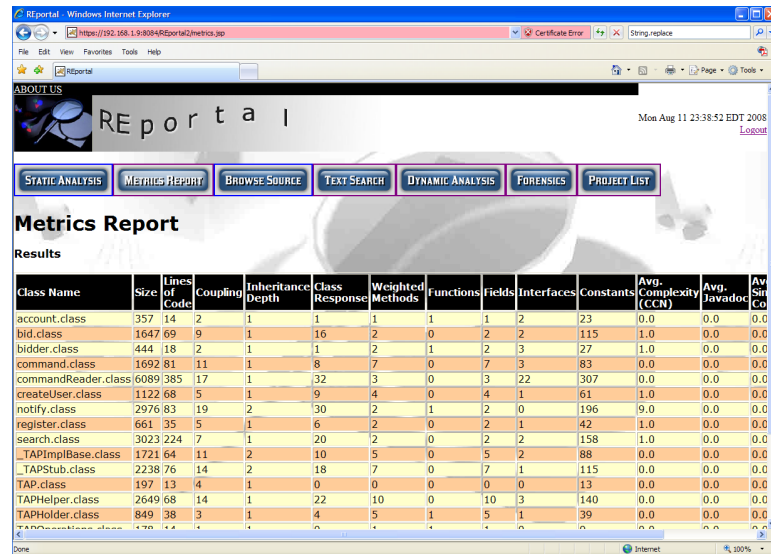 REportal - Windows Internet Explorer
https://192.168.1.9:8084/REportal2/metrics.jsp Certificate Error String.replace
File Edit View Favorites Tools Help
REportal Page Tools
ABOUT US
REportal
Mon Aug 11 23:38:52 EDT 2008
Logout
STATIC ANALYSIS METRICS REPORT BROWSE SOURCE TEXT SEARCH DYNAMIC ANALYSIS FORENSICS PROJECT LIST
Metrics Report
Results
Class Name Size Lines of Code Coupling Inheritance Depth Class Response Weighted Methods Functions Fields Interfaces Constants Avg. Complexity (CCN) Avg. Javadoc
account.class 357 14 2 1 1 1 1 1 2 23 0.0 0.0 0.0
bid.class 1647 69 9 1 16 2 0 2 2 115 1.0 0.0 0.0
bidder.class 444 18 2 1 1 2 1 2 3 27 1.0 0.0 0.0
command.class 1692 81 11 1 8 7 0 7 3 83 0.0 0.0 0.0
commandReader.class 6089 385 17 1 32 3 0 3 22 307 0.0 0.0 0.0
createUser.class 1122 68 5 1 9 4 0 4 1 61 1.0 0.0 0.0
notify.class 2976 83 19 2 30 2 1 2 0 196 9.0 0.0 0.0
register.class 661 35 5 1 6 2 0 2 1 42 1.0 0.0 0.0
search.class 3023 224 7 1 20 2 0 2 2 158 1.0 0.0 0.0
_TAPImplBase.class 1721 64 11 2 10 5 0 5 2 88 0.0 0.0 0.0
_TAPStub.class 2238 76 14 2 18 7 0 7 1 115 0.0 0.0 0.0
TAP.class 197 13 4 1 0 0 0 0 0 13 0.0 0.0 0.0
TAPHelper.class 2649 68 14 1 22 10 0 10 3 140 0.0 0.0 0.0
TAPHolder.class 849 38 3 1 4 5 1 5 1 39 0.0 0.0 0.0
Done Internet 100%